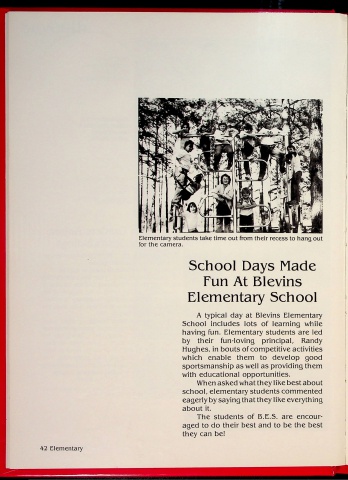 Elementary students take time out from their recess to hang out
for the camera.
School Days Made
Fun At Blevins
Elementary School
A typical day at Blevins Elementary
School includes lots of learning while
having fun. Elementary students are led
by their fun-loving principal, Randy
Hughes, in bouts of competitive activities
which enable them to develop good
sportsmanship as well as providing them
with educational opportunities.
When asked what they like best about
school, elementary students commented
eagerly by saying that they like everything
about it.
The students of B.E.S. are encour-
aged to do their best and to be the best
they can be!
42 Elementary